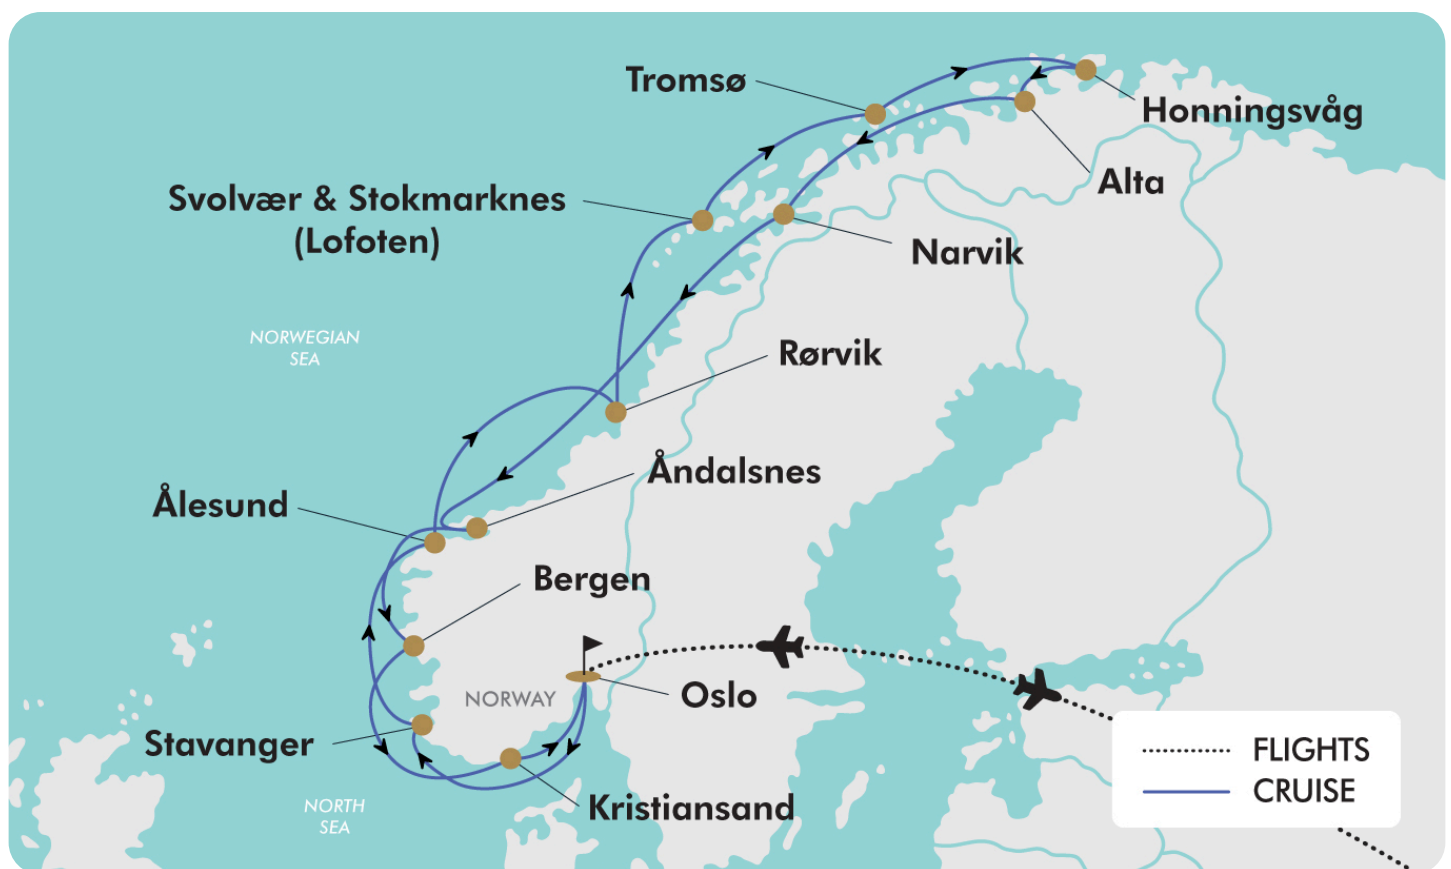 Tromsø
Honningsvåg
Alta
Svolvær & Stokmarknes
(Lofoten)
Narvik
NORWEGIAN
SEA
Rørvik
Åndalsnes
Ålesund
Bergen
NORWAY
Oslo
Stavanger
Kristiansand
NORTH
SEA
FLIGHTS
CRUISE